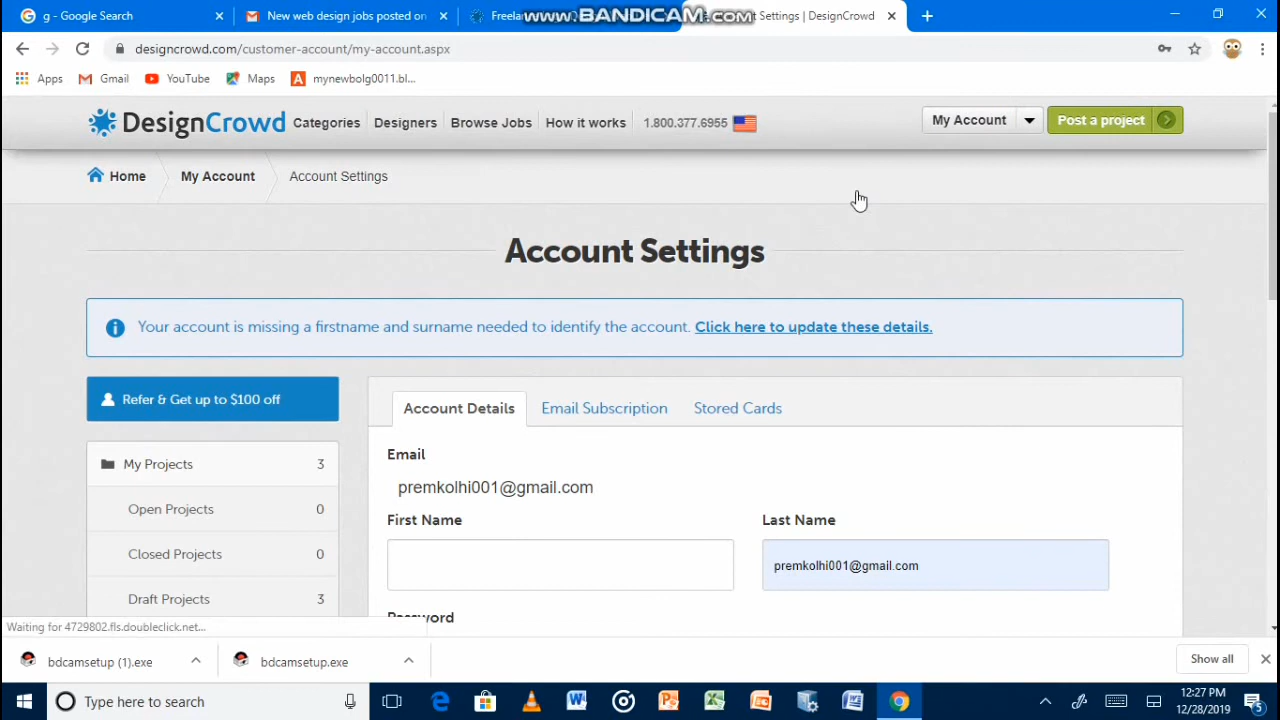 g - Google Search
New web design jobs posted on
Freela
www.BANDICAM.com
t Settings | DesignCrowd
designcrowd.com/customer-account/my-account.aspx
Apps
Gmail
YouTube
Maps
mynewbolg0011.bl...
DesignCrowd
Categories
Designers
Browse Jobs
How it works
1.800.377.6955
My Account
Post a project
Home
My Account
Account Settings
Account Settings
Your account is missing a firstname and surname needed to identify the account. Click here to update these details.
Refer & Get up to $100 off
My Projects 3
Open Projects 0
Closed Projects 0
Draft Projects 3
Account Details
Email Subscription
Stored Cards
Email
premkolhi001@gmail.com
First Name
Last Name
premkolhi001@gmail.com
Password
Waiting for 4729802.fls.doubleclick.net...
bdcamsetup (1).exe
bdcamsetup.exe
Show all
Type here to search
12:27 PM
12/28/2019
5